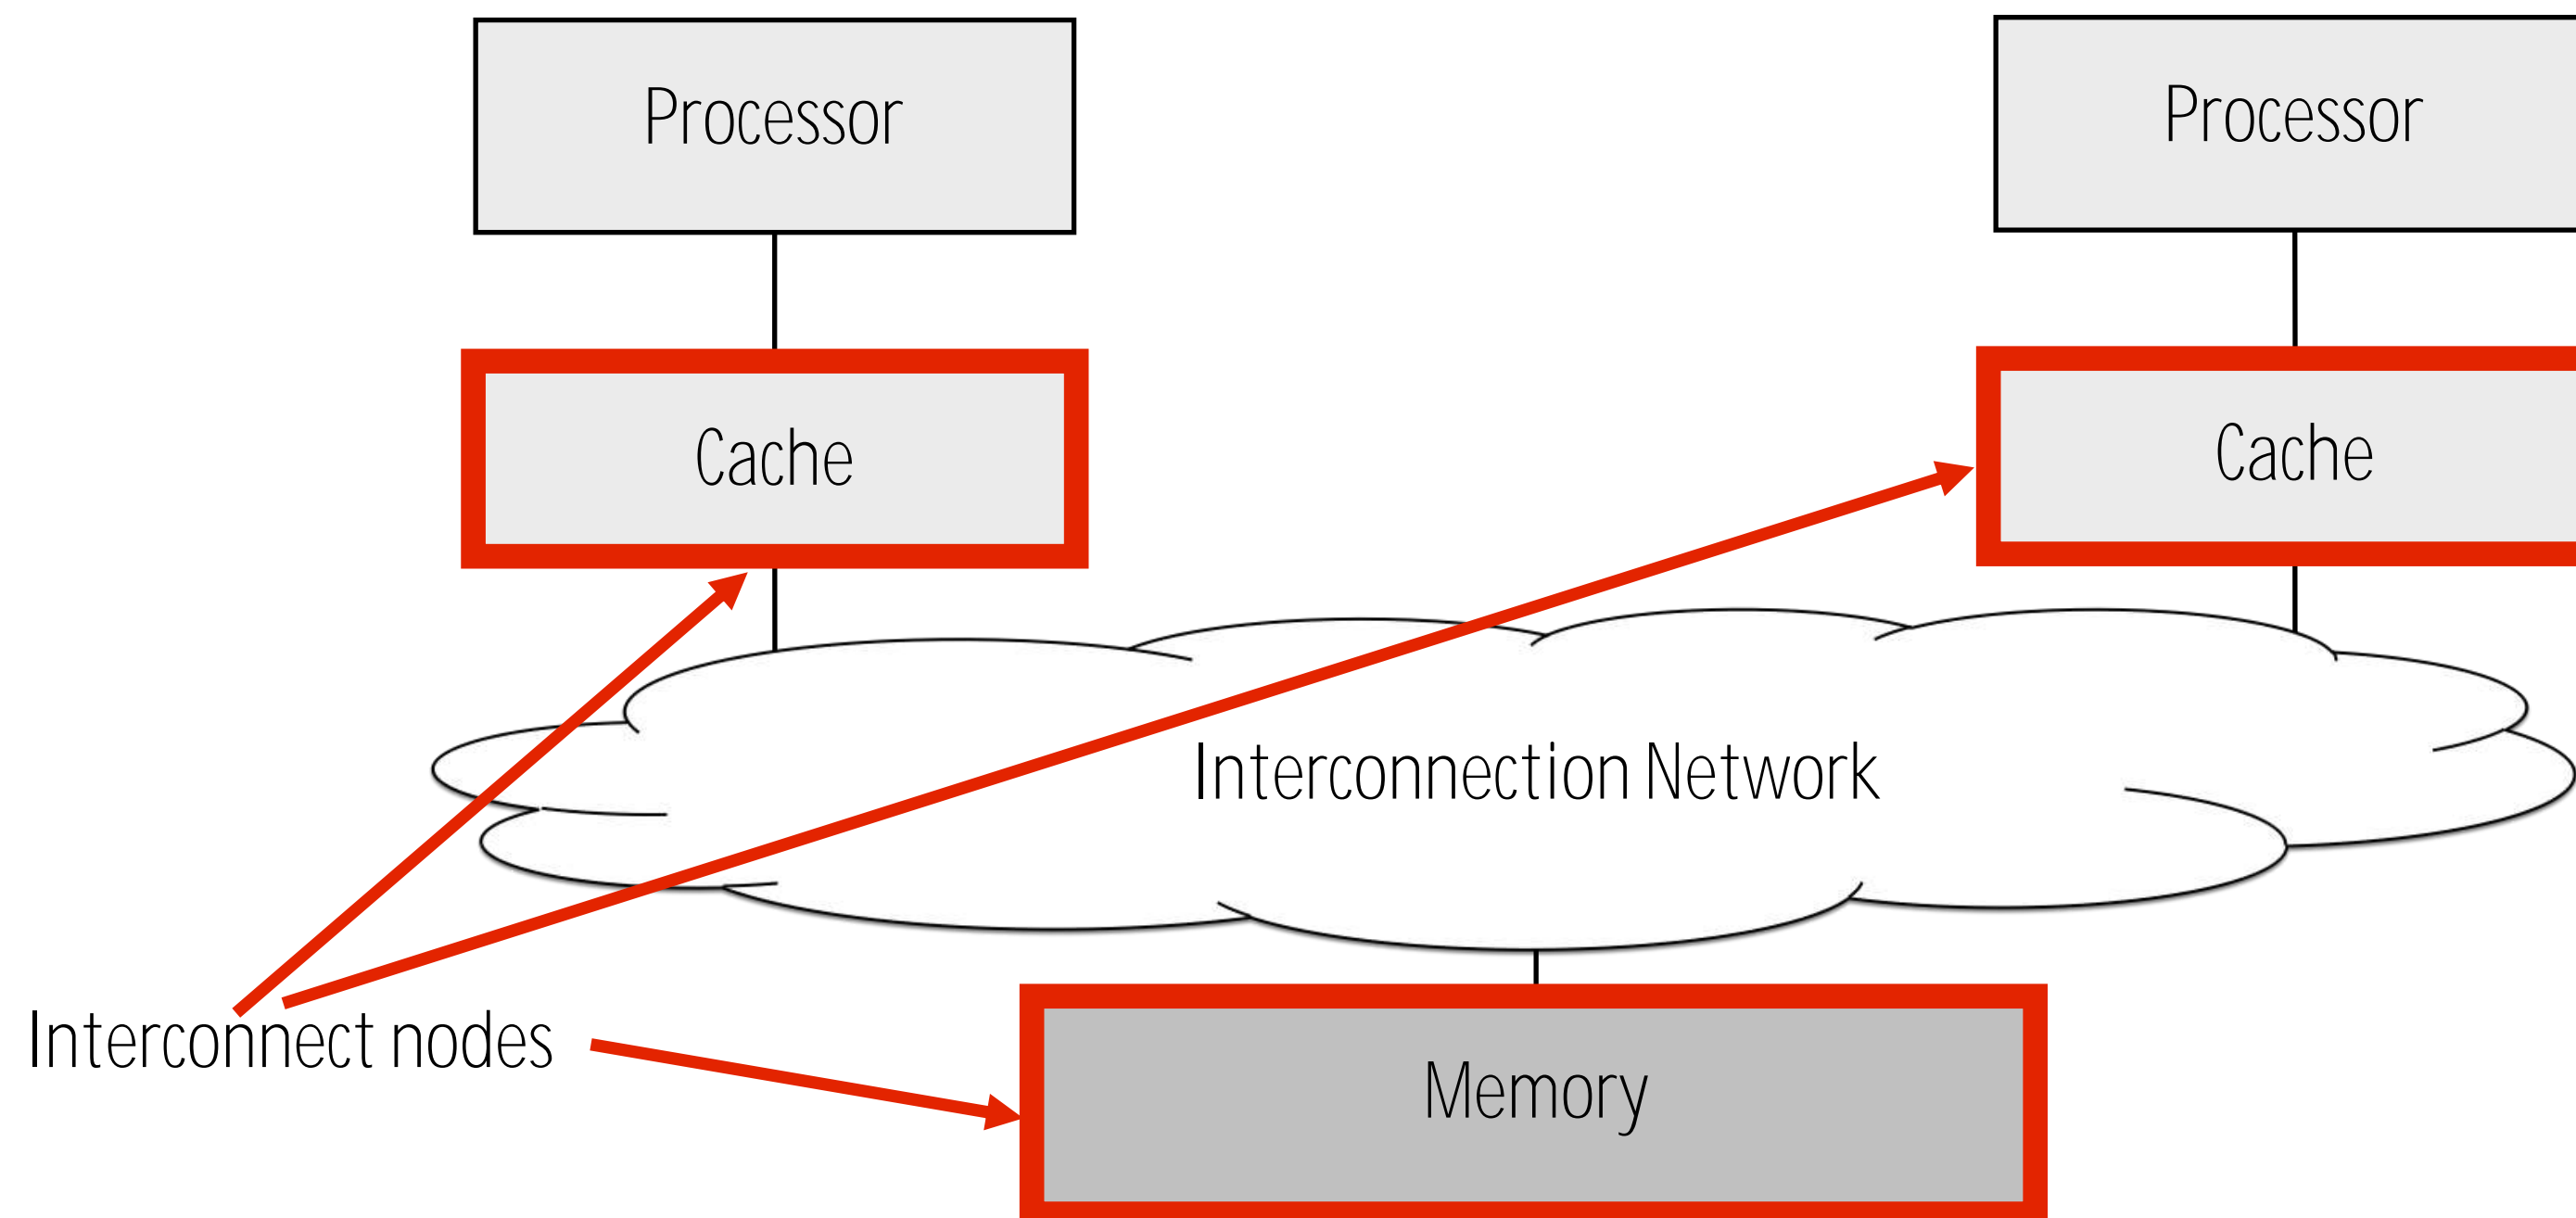 Processor
Processor
Cache
Cache
Interconnection Network
Interconnect nodes
Memory